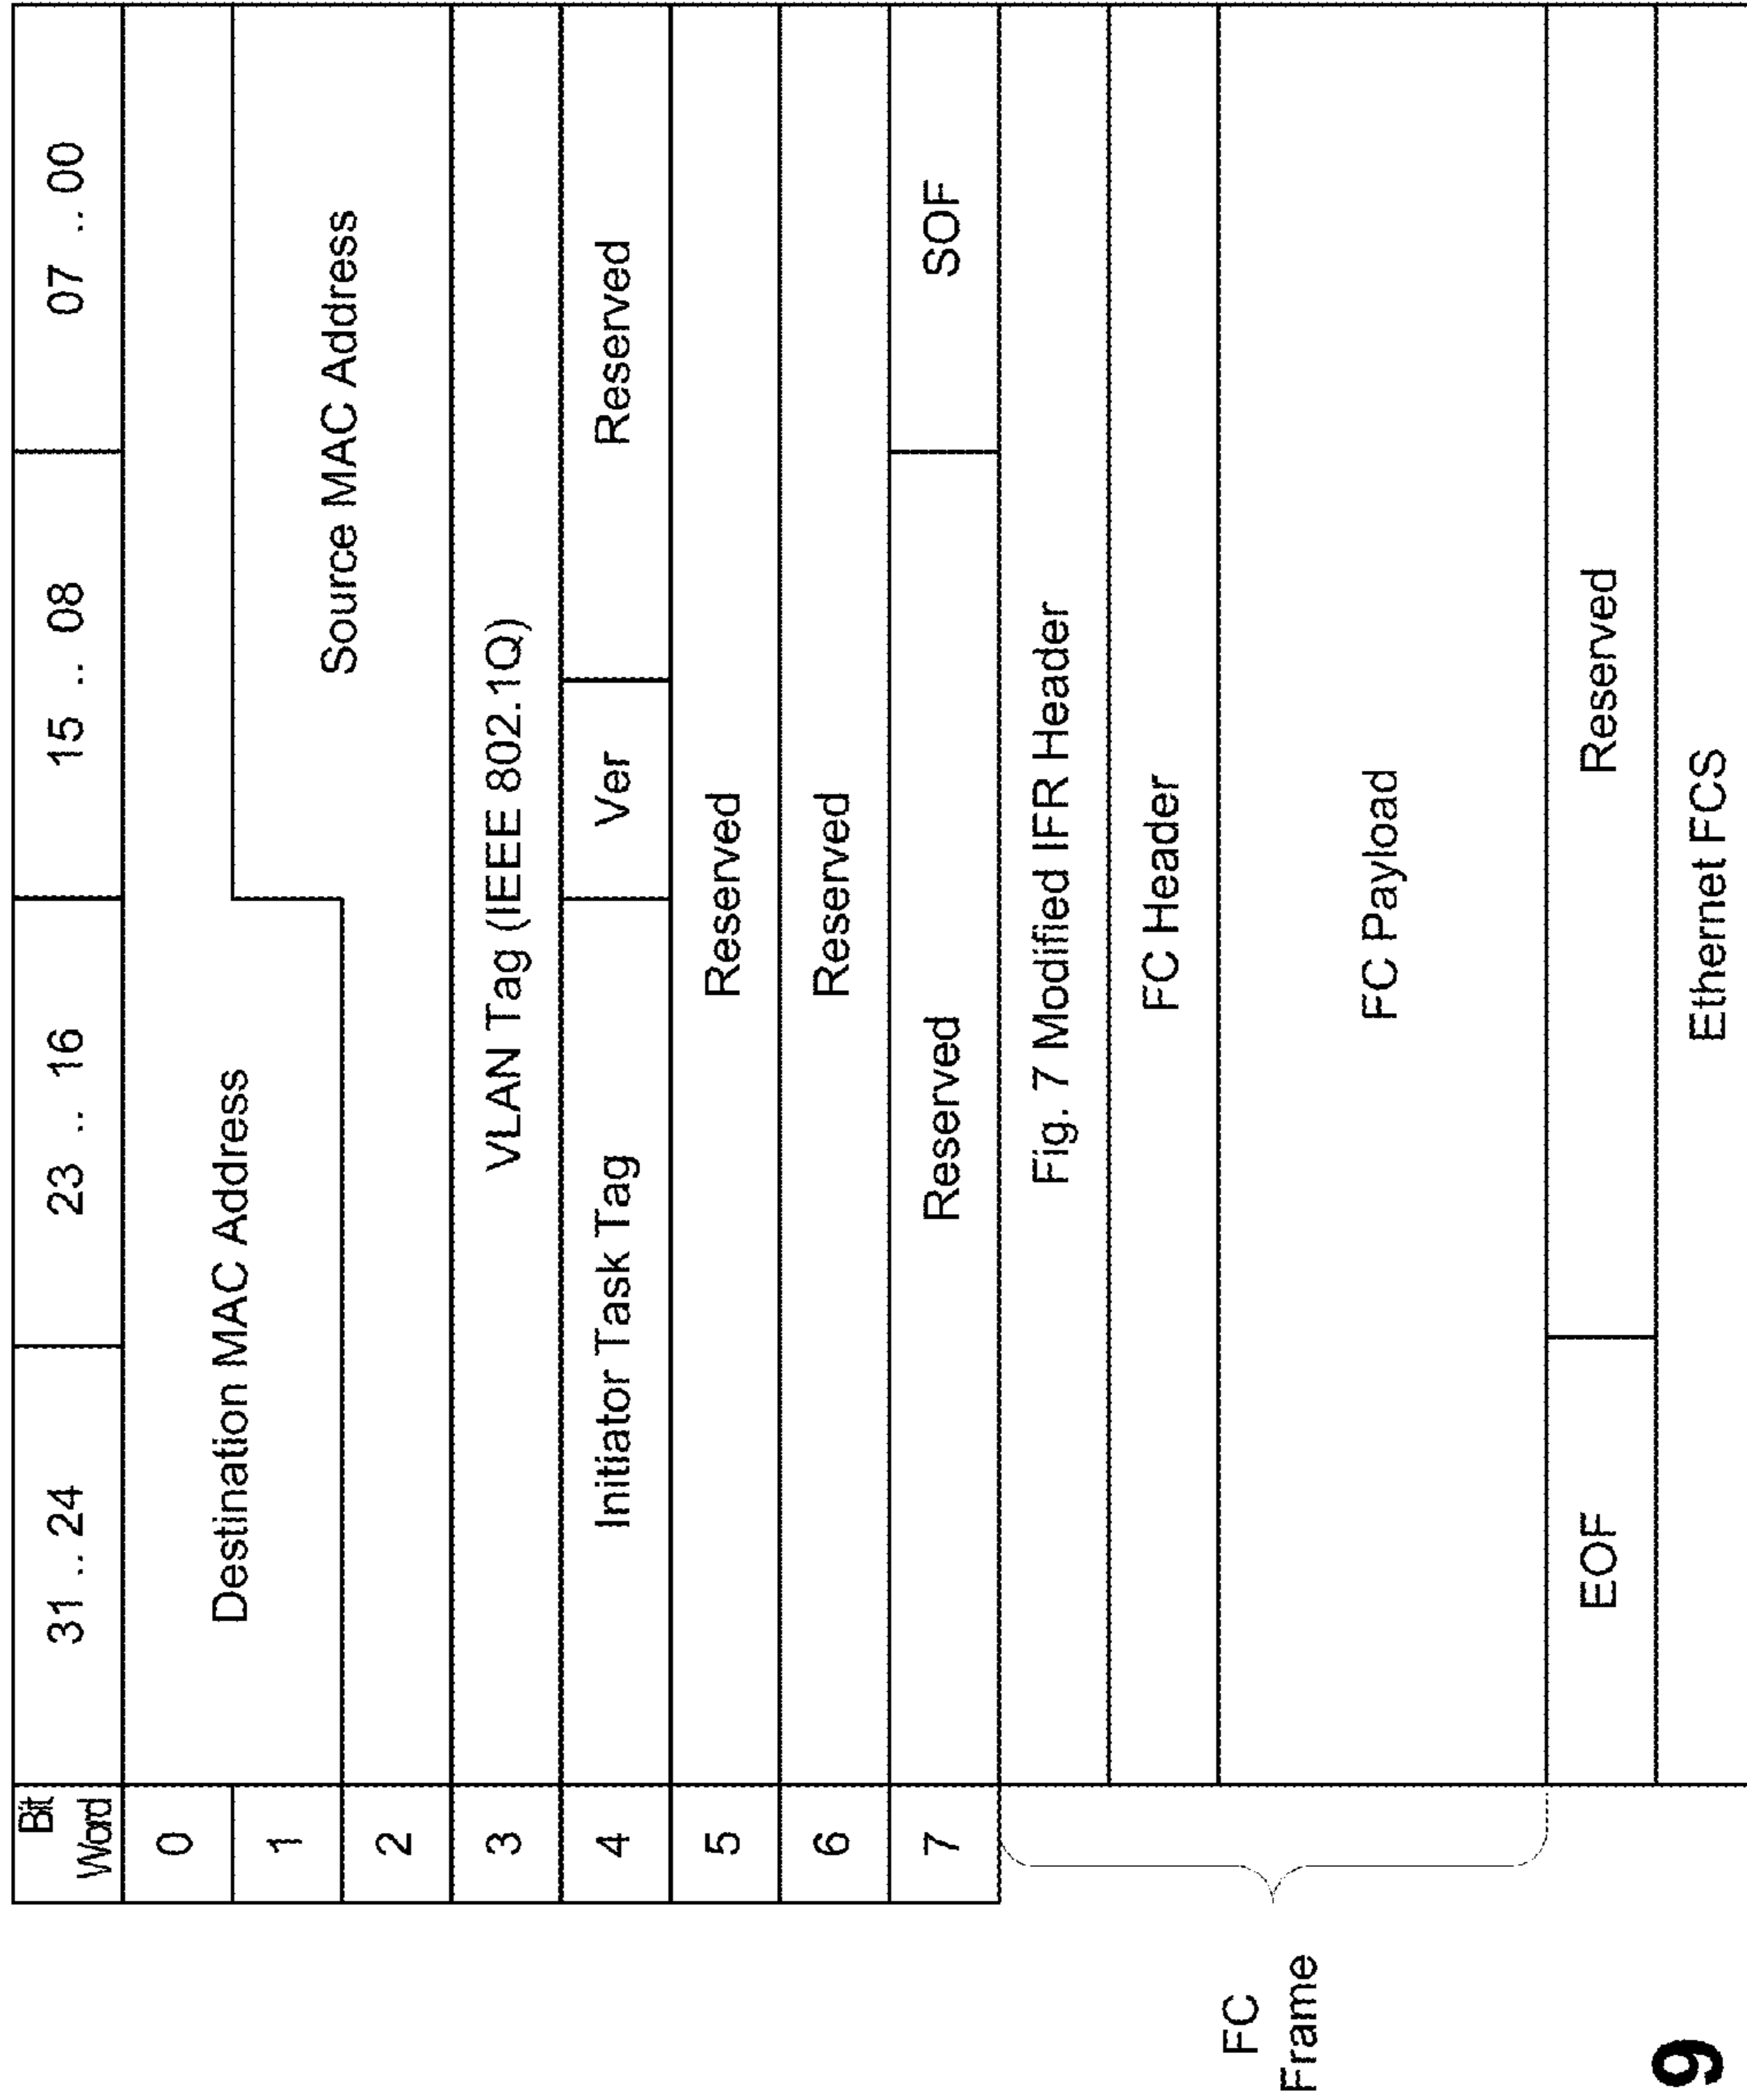 Bit
Word
31 .. 24
23 .. 16
15 .. 08
07 .. 00
0
1
2
Destination MAC Address
Source MAC Address
3
VLAN Tag (IEEE 802.1Q)
4
Initiator Task Tag
Ver
Reserved
5
Reserved
6
Reserved
7
Reserved
SOF
FC
Frame
Fig. 7 Modified IFR Header
FC Header
FC Payload
EOF
Reserved
Ethernet FCS
9